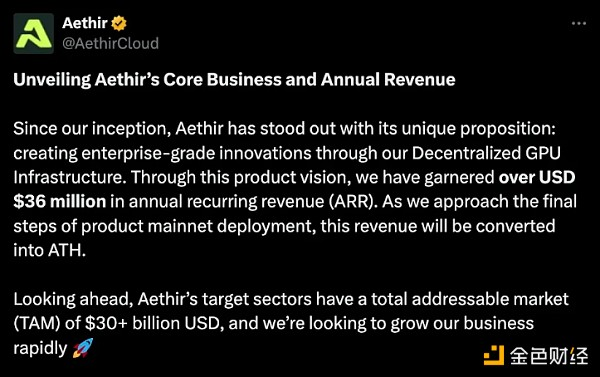 Aethir
@AethirCloud
Unveiling Aethir's Core Business and Annual Revenue
Since our inception, Aethir has stood out with its unique proposition:
creating enterprise-grade innovations through our Decentralized GPU
Infrastructure. Through this product vision, we have garnered over USD
$36 million in annual recurring revenue (ARR). As we approach the final
steps of product mainnet deployment, this revenue will be converted
into ATH.
Looking ahead, Aethir's target sectors have a total addressable market
(TAM) of $30+ billion USD, and we're looking to grow our business
rapidly 🚀
金色财经